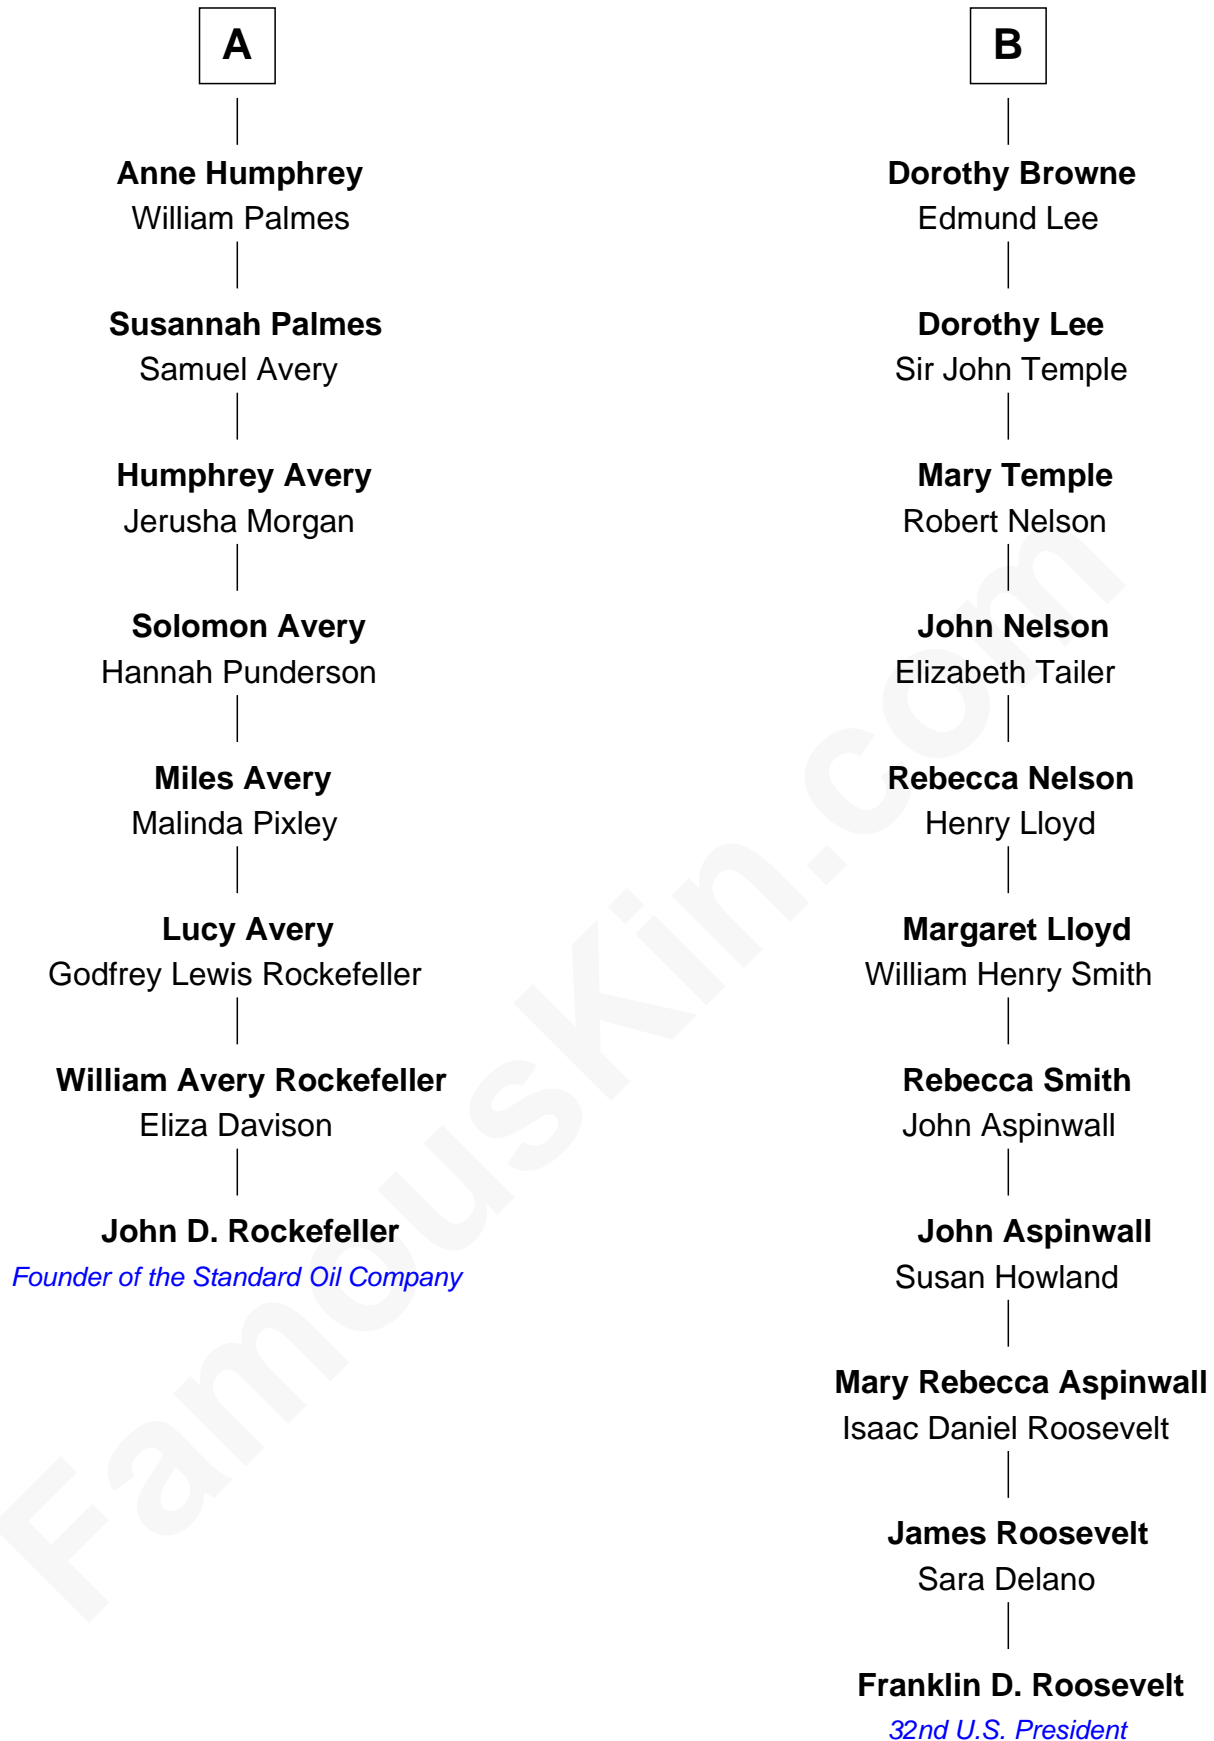 A
Anne Humphrey
William Palmes
Susannah Palmes
Samuel Avery
Humphrey Avery
Jerusha Morgan
Solomon Avery
Hannah Punderson
Miles Avery
Malinda Pixley
Lucy Avery
Godfrey Lewis Rockefeller
William Avery Rockefeller
Eliza Davison
John D. Rockefeller
Founder of the Standard Oil Company
B
Dorothy Browne
Edmund Lee
Dorothy Lee
Sir John Temple
Mary Temple
Robert Nelson
John Nelson
Elizabeth Tailer
Rebecca Nelson
Henry Lloyd
Margaret Lloyd
William Henry Smith
Rebecca Smith
John Aspinwall
John Aspinwall
Susan Howland
Mary Rebecca Aspinwall
Isaac Daniel Roosevelt
James Roosevelt
Sara Delano
Franklin D. Roosevelt
32nd U.S. President
FamousKin.com